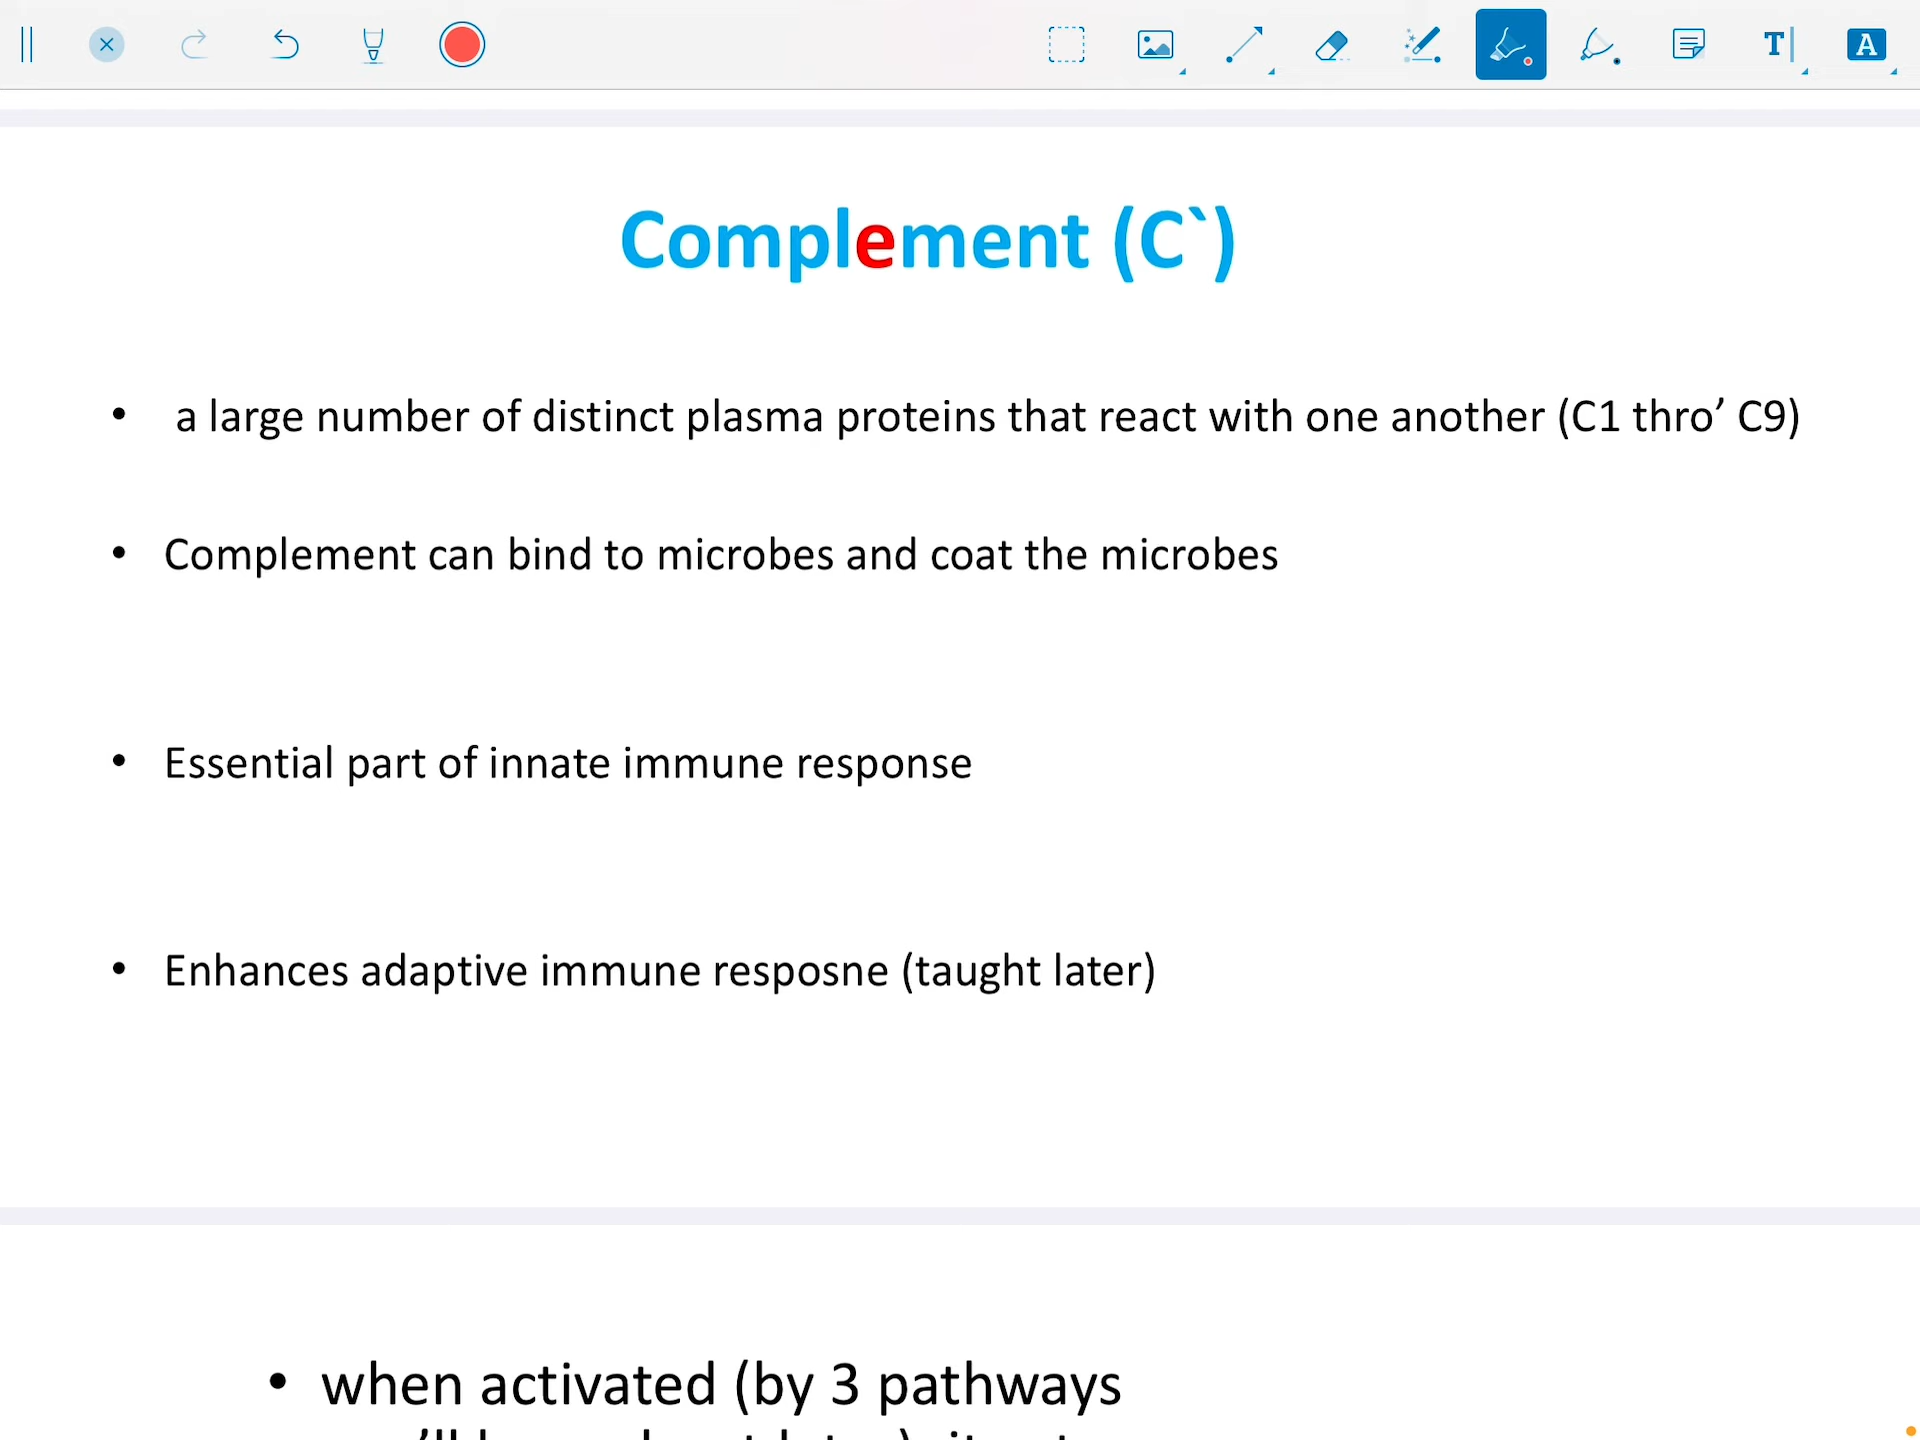 Complement (C`)
• a large number of distinct plasma proteins that react with one another (C1 thro’ C9)
• Complement can bind to microbes and coat the microbes
• Essential part of innate immune response
• Enhances adaptive immune resposne (taught later)
• when activated (by 3 pathways